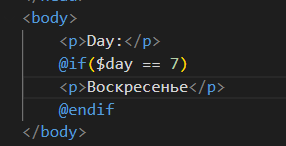 <body>
<p>Day:</p>
@if($day == 7)
<p>Воскресенье</p>
@endif
</body>